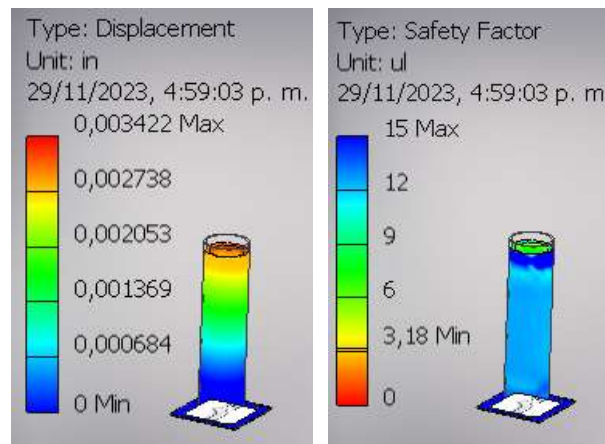 Type: Displacement
Unit: in
29/11/2023, 4:59:03 p. m.
0,003422 Max
0,002738
0,002053
0,001369
0,000684
0 Min
Type: Safety Factor
Unit: ul
29/11/2023, 4:59:03 p. m
15 Max
12
9
6
3,18 Min
0